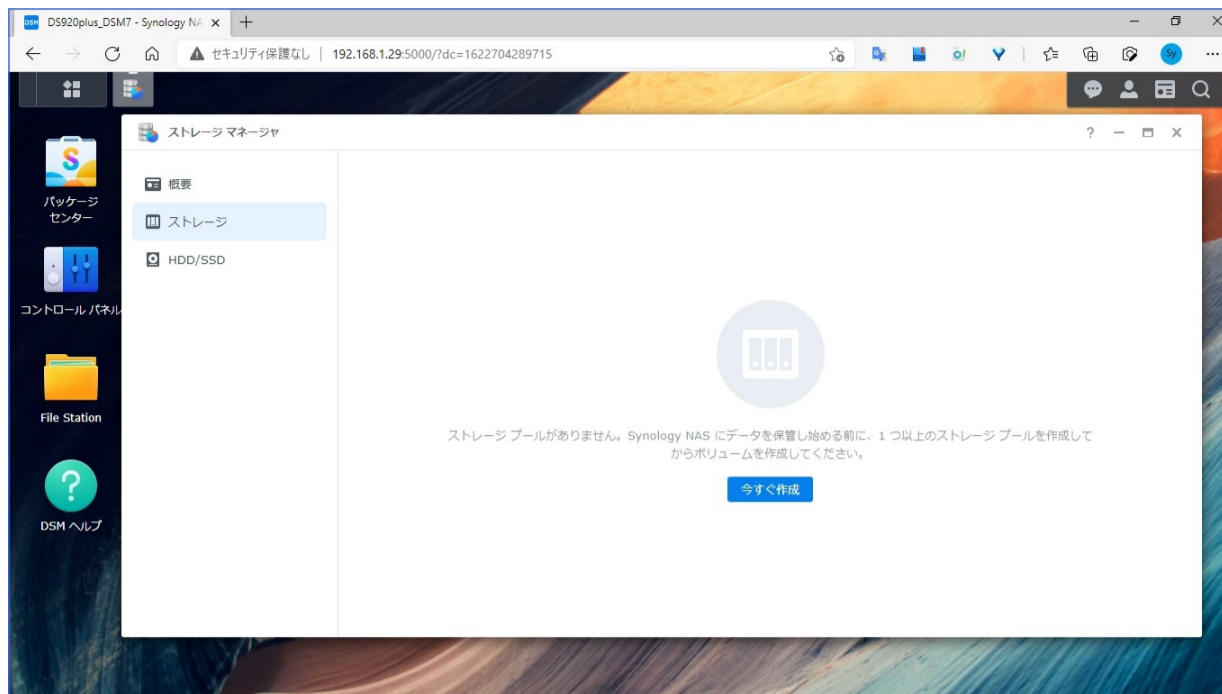 DS920plus_DSM7 - Synology NA
セキュリティ保護なし | 192.168.1.29:5000/?dc=1622704289715
ストレージ マネージャ
パッケージ
センター
コントロール パネル
File Station
DSM ヘルプ
概要
ストレージ
HDD/SSD
ストレージ プールがありません。Synology NAS にデータを保管し始める前に、1 つ以上のストレージ プールを作成して
からボリュームを作成してください。
今すぐ作成